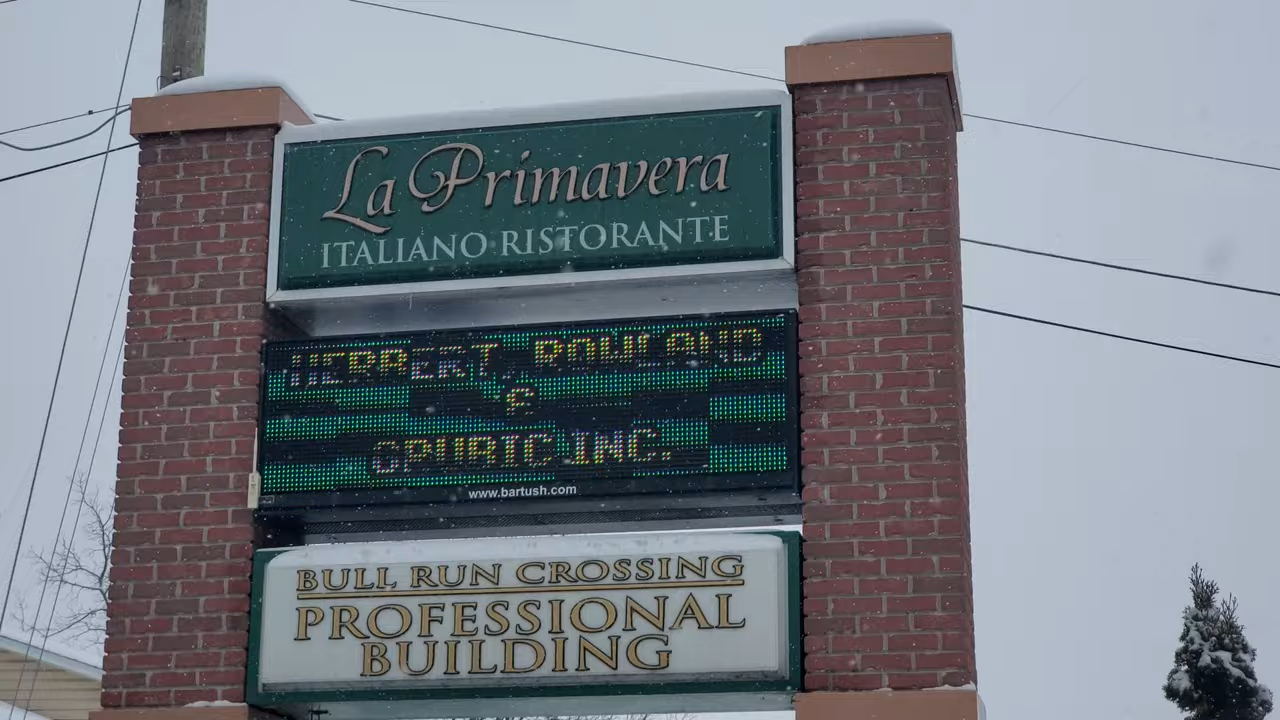 La Primavera
ITALIANO RISTORANTE
HERBERT, ROWLAND
&
GRUBIC INC.
www.bartush.com
BULL RUN CROSSING
PROFESSIONAL
BUILDING